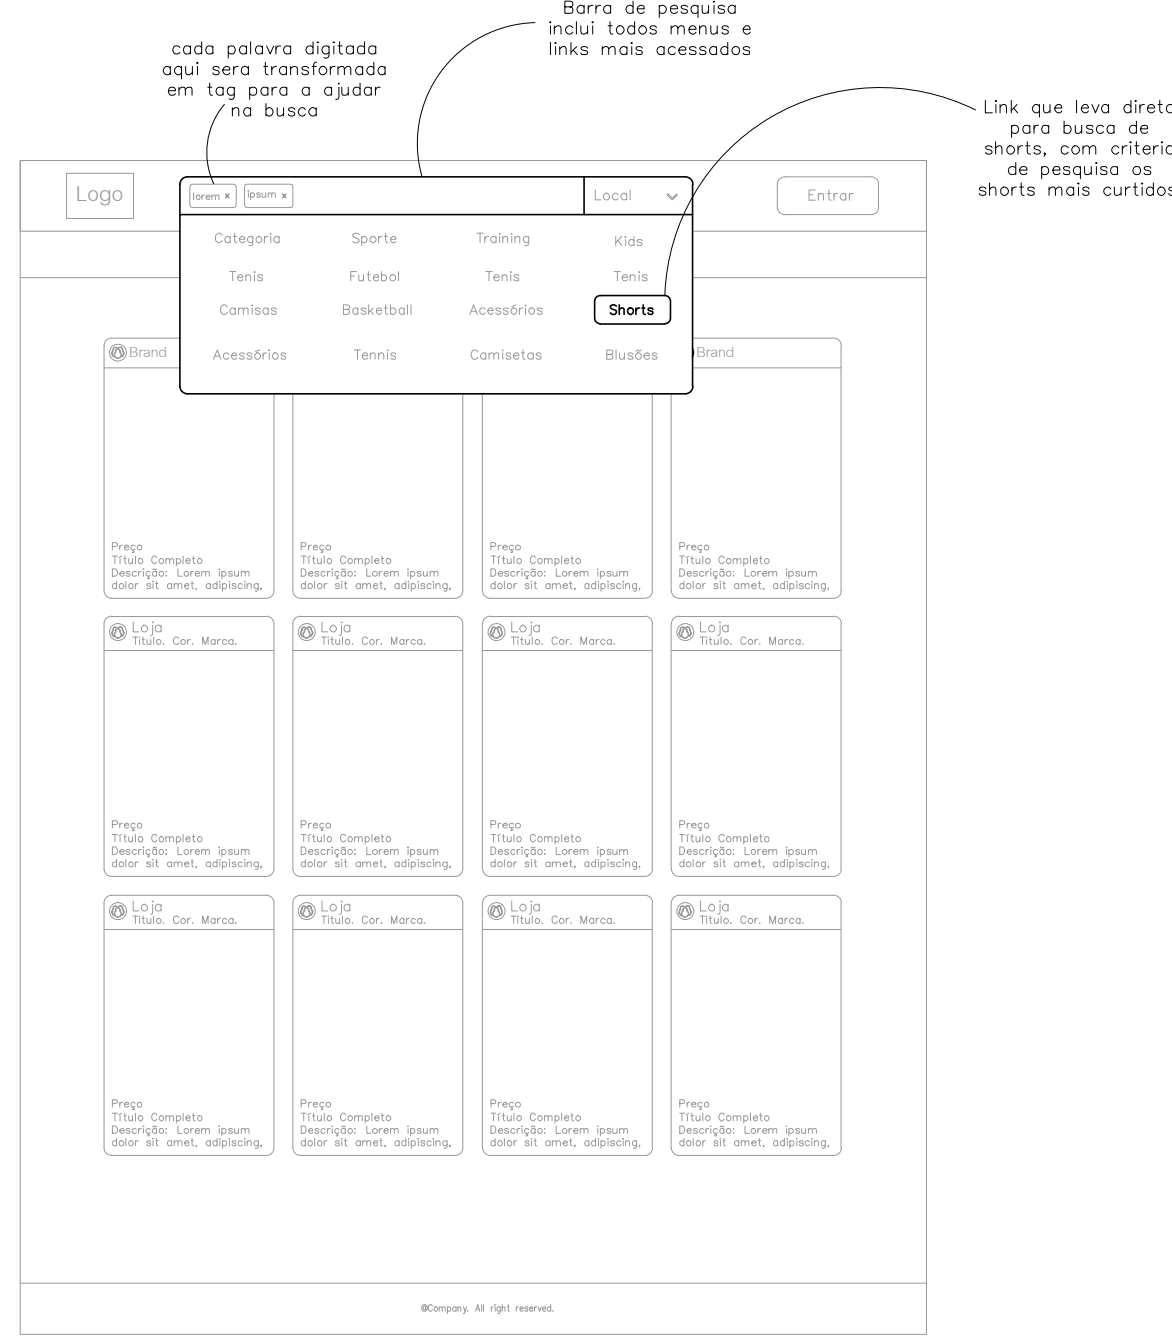 Barra de pesquisa
inclui todos menus e
links mais acessados
cada palavra digitada
aqui sera transformada
em tag para a ajudar
na busca
Link que leva direto
para busca de
shorts, com criterio
de pesquisa os
shorts mais curtidos
Logo
lorem x
ipsum x
Local
Entrar
Categoria
Sporte
Training
Kids
Tenis
Futebol
Tenis
Tenis
Camisas
Basketball
Acessórios
Shorts
Acessórios
Tennis
Camisetas
Blusões
Brand
Brand
Preço
Título Completo
Descrição: Lorem ipsum
dolor sit amet, adipiscing,
Preço
Título Completo
Descrição: Lorem ipsum
dolor sit amet, adipiscing,
Preço
Título Completo
Descrição: Lorem ipsum
dolor sit amet, adipiscing,
Preço
Título Completo
Descrição: Lorem ipsum
dolor sit amet, adipiscing,
Loja
Titulo. Cor. Marca.
Loja
Titulo. Cor. Marca.
Loja
Titulo. Cor. Marca.
Loja
Titulo. Cor. Marca.
Preço
Título Completo
Descrição: Lorem ipsum
dolor sit amet, adipiscing,
Preço
Título Completo
Descrição: Lorem ipsum
dolor sit amet, adipiscing,
Preço
Título Completo
Descrição: Lorem ipsum
dolor sit amet, adipiscing,
Preço
Título Completo
Descrição: Lorem ipsum
dolor sit amet, adipiscing,
Loja
Titulo. Cor. Marca.
Loja
Titulo. Cor. Marca.
Loja
Titulo. Cor. Marca.
Loja
Titulo. Cor. Marca.
Preço
Título Completo
Descrição: Lorem ipsum
dolor sit amet, adipiscing,
Preço
Título Completo
Descrição: Lorem ipsum
dolor sit amet, adipiscing,
Preço
Título Completo
Descrição: Lorem ipsum
dolor sit amet, adipiscing,
Preço
Título Completo
Descrição: Lorem ipsum
dolor sit amet, adipiscing,
@Company. All right reserved.